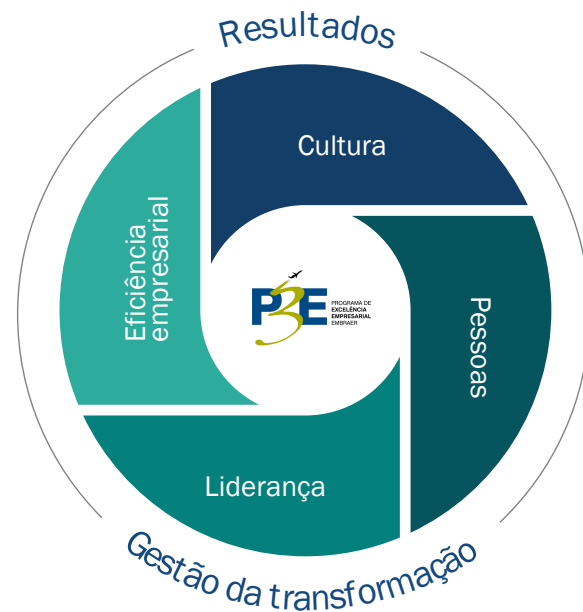 Resultados
Cultura
Eficiência
empresarial
P3E
PROGRAMA DE
EXCELÊNCIA
EMPRESARIAL
EMBRAER
Pessoas
Liderança
Gestão da transformação